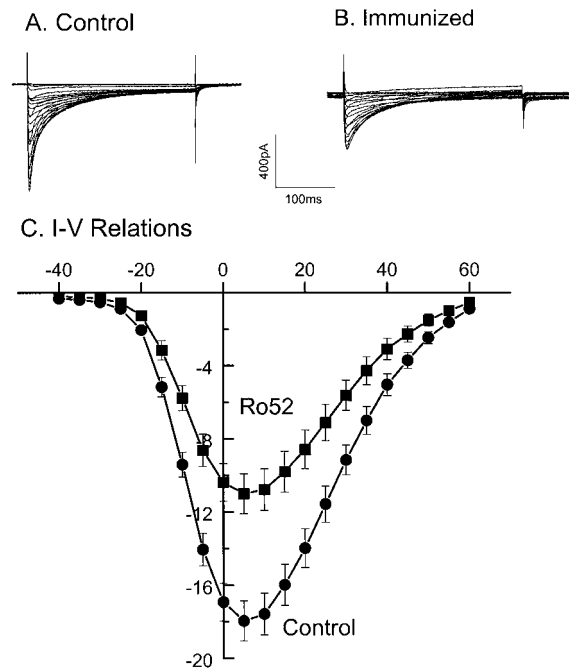 A. Control
B. Immunized
400pA
100ms
C. I-V Relations
-40 -20 0 20 40 60
-4
Ro52
-8
-12
-16
Control
-20